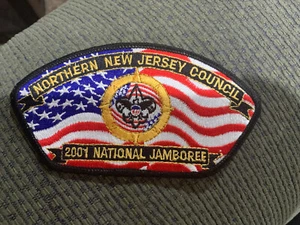 NORTHERN NEW JERSEY COUNCIL
2001 NATIONAL JAMBOREE